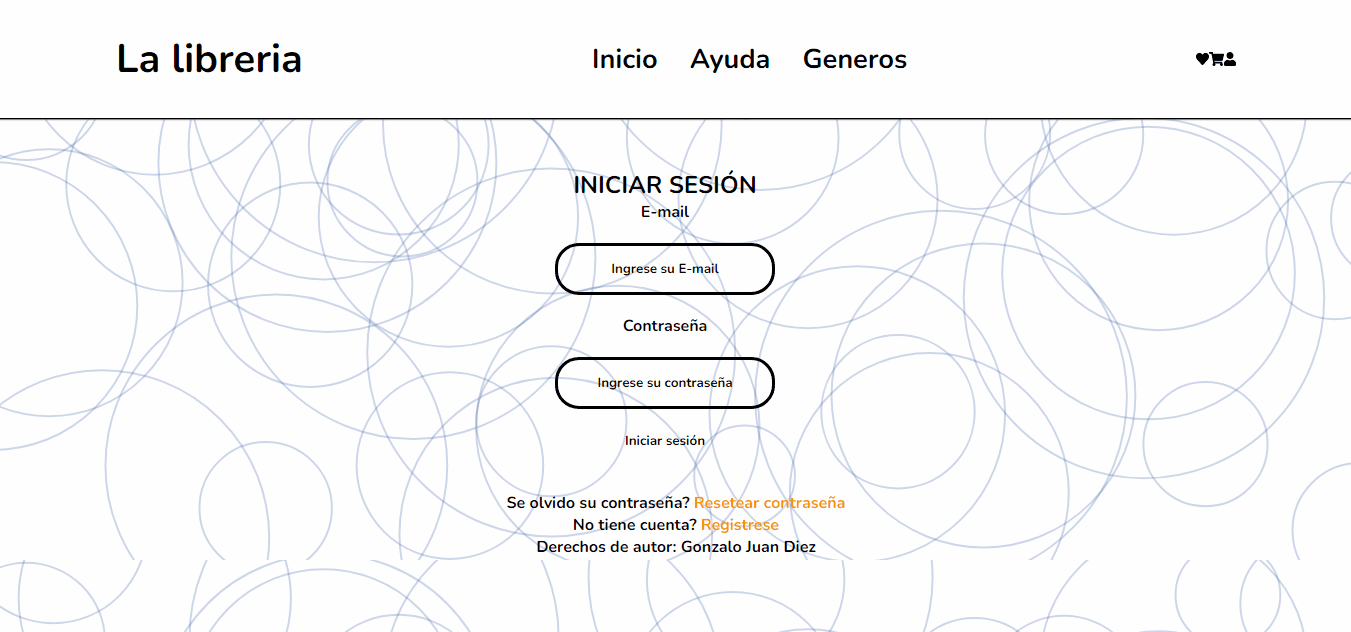 La libreria
Inicio Ayuda Generos
INICIAR SESIÓN
E-mail
Ingrese su E-mail
Contraseña
Ingrese su contraseña
Iniciar sesión
Se olvido su contraseña? Resetear contraseña
No tiene cuenta? Registrese
Derechos de autor: Gonzalo Juan Diez